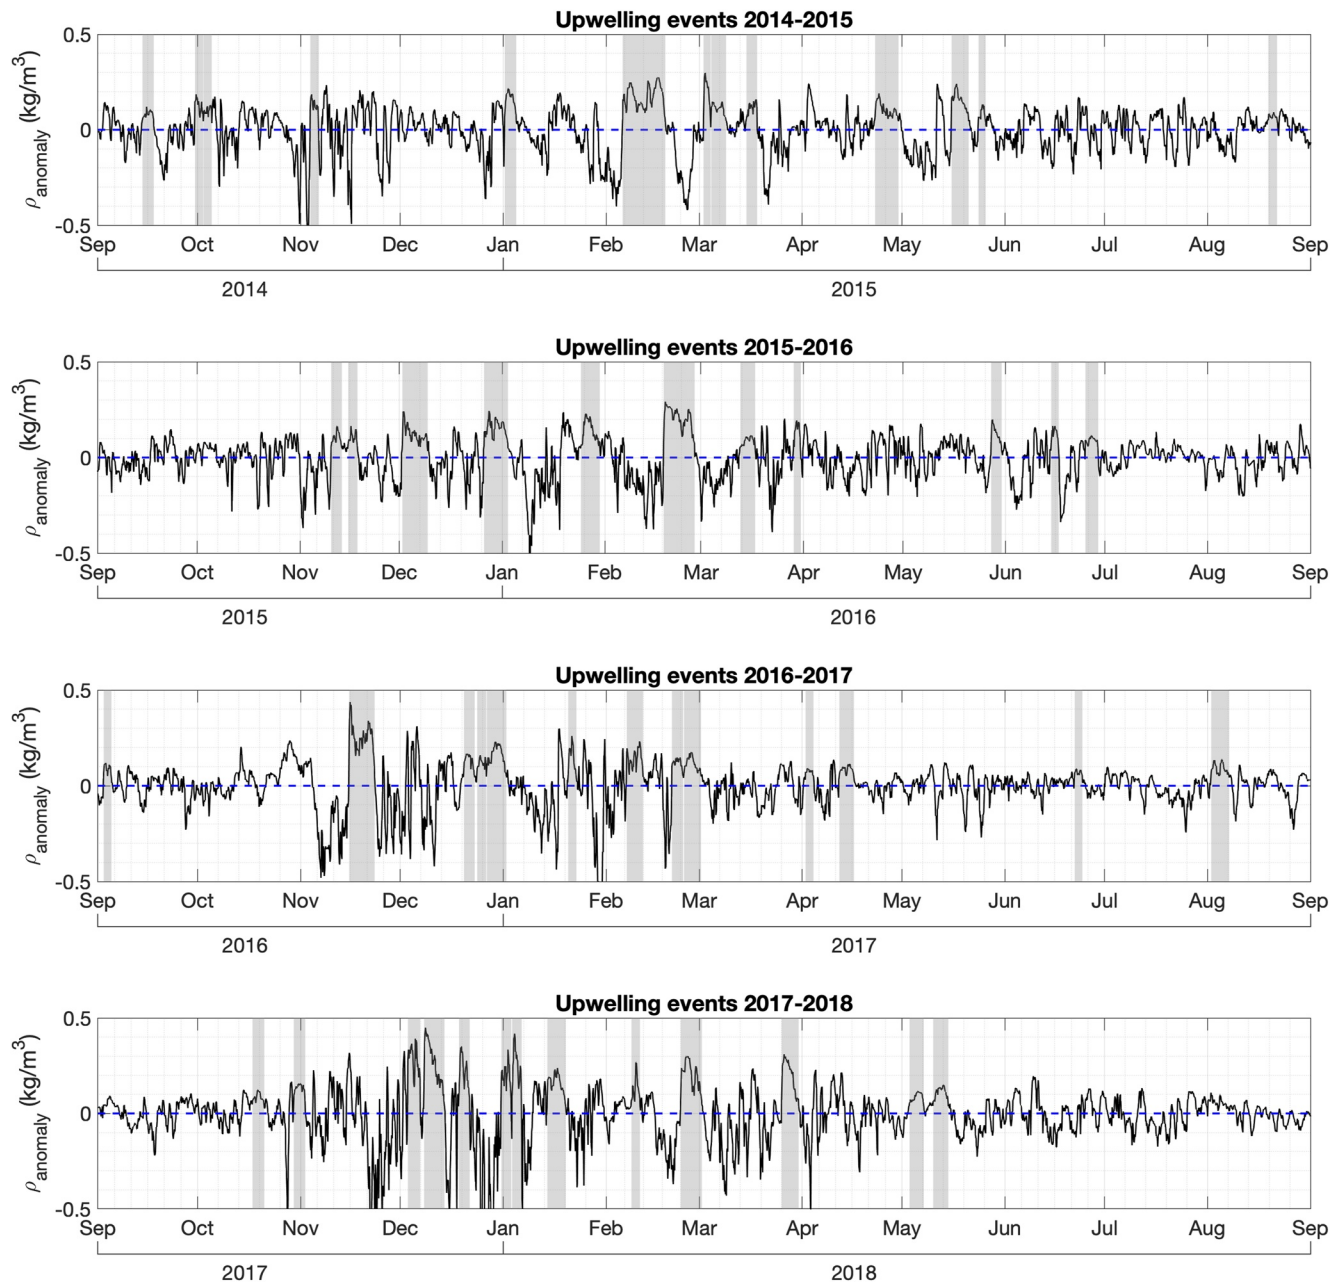 Upwelling events 2014-2015
0.5
0
-0.5
ρanomaly (kg/m3)
Sep Oct Nov Dec Jan Feb Mar Apr May Jun Jul Aug Sep
2014 2015
Upwelling events 2015-2016
0.5
0
-0.5
ρanomaly (kg/m3)
Sep Oct Nov Dec Jan Feb Mar Apr May Jun Jul Aug Sep
2015 2016
Upwelling events 2016-2017
0.5
0
-0.5
ρanomaly (kg/m3)
Sep Oct Nov Dec Jan Feb Mar Apr May Jun Jul Aug Sep
2016 2017
Upwelling events 2017-2018
0.5
0
-0.5
ρanomaly (kg/m3)
Sep Oct Nov Dec Jan Feb Mar Apr May Jun Jul Aug Sep
2017 2018